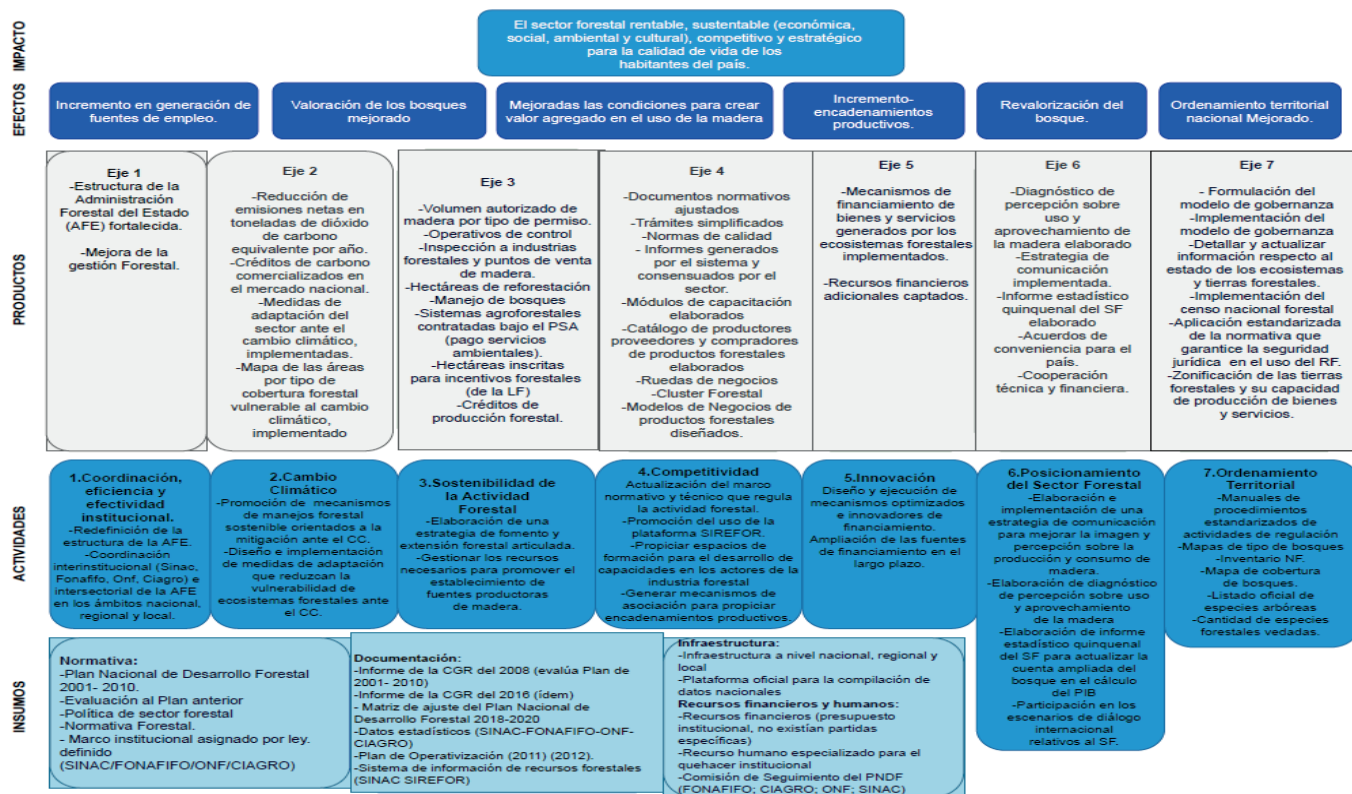 IMPACTO
El sector forestal rentable, sustentable (económica,
social, ambiental y cultural), competitivo y estratégico
para la calidad de vida de los
habitantes del país.
EFECTOS
Incremento en generación de
fuentes de empleo.
Valoración de los bosques
mejorado
Mejoradas las condiciones para crear
valor agregado en el uso de la madera
Incremento-
encadenamientos
productivos.
Revalorización del
bosque.
Ordenamiento territorial
nacional Mejorado.
PRODUCTOS
Eje 1
-Estructura de la
Administración
Forestal del Estado
(AFE) fortalecida.
-Mejora de la
gestión Forestal.
Eje 2
-Reducción de
emisiones netas en
toneladas de dióxido
de carbono
equivalente por año.
-Créditos de carbono
comercializados en
el mercado nacional.
-Medidas de
adaptación del
sector ante el
cambio climático,
implementadas.
-Mapa de las áreas
por tipo de
cobertura forestal
vulnerable al cambio
climático,
implementado
Eje 3
-Volumen autorizado de
madera por tipo de permiso.
-Operativos de control
-Inspección a industrias
forestales y puntos de venta
de madera.
-Hectáreas de reforestación
-Manejo de bosques
-Sistemas agroforestales
contratadas bajo el PSA
(pago servicios
ambientales).
-Hectáreas inscritas
para incentivos forestales
(de la LF)
-Créditos de
producción forestal.
Eje 4
-Documentos normativos
ajustados
-Trámites simplificados
-Normas de calidad
- Informes generados
por el sistema y
consensuados por el
sector.
-Módulos de capacitación
elaborados
-Catálogo de productores
proveedores y compradores
de productos forestales
elaborados
-Ruedas de negocios
-Cluster Forestal
-Modelos de Negocios de
productos forestales
diseñados.
Eje 5
-Mecanismos de
financiamiento de
bienes y servicios
generados por los
ecosistemas forestales
implementados.
-Recursos financieros
adicionales captados.
Eje 6
-Diagnóstico de
percepción sobre
uso y
aprovechamiento de
la madera elaborado
-Estrategia de
comunicación
implementada.
-Informe estadístico
quinquenal del SF
elaborado
-Acuerdos de
conveniencia para el
país.
-Cooperación
técnica y financiera.
Eje 7
- Formulación del
modelo de gobernanza
-Implementación del
modelo de gobernanza
-Detallar y actualizar
información respecto al
estado de los ecosistemas
y tierras forestales.
-Implementación del
censo nacional forestal
-Aplicación estandarizada
de la normativa que
garantice la seguridad
jurídica en el uso del RF.
-Zonificación de las tierras
forestales y su capacidad
de producción de bienes
y servicios.
ACTIVIDADES
1.Coordinación,
eficiencia y
efectividad
institucional.
-Redefinición de la
estructura de la AFE.
-Coordinación
interinstitucional (Sinac,
Fonafifo, Onf, Ciagro) e
intersectorial de la AFE
en los ámbitos nacional,
regional y local.
2.Cambio
Climático
-Promoción de mecanismos
de manejos forestal
sostenible orientados a la
mitigación ante el CC.
-Diseño e implementación
de medidas de adaptación
que reduzcan la
vulnerabilidad de
ecosistemas forestales ante
el CC.
3.Sostenibilidad de
la Actividad
Forestal
-Elaboración de una
estrategia de fomento y
extensión forestal articulada.
-Gestionar los recursos
necesarios para promover el
establecimiento de
fuentes productoras
de madera.
4.Competitividad
Actualización del marco
normativo y técnico que regula
la actividad forestal.
-Promoción del uso de la
plataforma SIREFOR.
-Propiciar espacios de
formación para el desarrollo de
capacidades en los actores de la
industria forestal
-Generar mecanismos de
asociación para propiciar
encadenamientos productivos.
5.Innovación
Diseño y ejecución de
mecanismos optimizados
e innovadores de
financiamiento.
Ampliación de las fuentes
de financiamiento en el
largo plazo.
6.Posicionamiento
del Sector Forestal
-Elaboración e
implementación de una
estrategia de comunicación
para mejorar la imagen y
percepción sobre la
producción y consumo de
madera.
-Elaboración de diagnóstico
de percepción sobre uso y
aprovechamiento
de la madera
-Elaboración de informe
estadístico quinquenal
del SF para actualizar la
cuenta ampliada del
bosque en el cálculo
del PIB
-Participación en los
escenarios de diálogo
internacional
relativos al SF.
7.Ordenamiento
Territorial
-Manuales de
procedimientos
estandarizados de
actividades de regulación
-Mapas de tipo de bosques
-Inventario NF.
-Mapa de cobertura
de bosques.
-Listado oficial de
especies arbóreas
-Cantidad de especies
forestales vedadas.
INSUMOS
Normativa:
-Plan Nacional de Desarrollo Forestal
2001- 2010.
-Evaluación al Plan anterior
-Política de sector forestal
-Normativa Forestal.
- Marco institucional asignado por ley.
definido
(SINAC/FONAFIFO/ONF/CIAGRO)
Documentación:
-Informe de la CGR del 2008 (evalúa Plan de
2001- 2010)
-Informe de la CGR del 2016 (ídem)
- Matriz de ajuste del Plan Nacional de
Desarrollo Forestal 2018-2020
-Datos estadísticos (SINAC-FONAFIFO-ONF-
CIAGRO)
-Plan de Operativización (2011) (2012).
-Sistema de información de recursos forestales
(SINAC SIREFOR)
Infraestructura:
-Infraestructura a nivel nacional, regional y
local
-Plataforma oficial para la compilación de
datos nacionales
Recursos financieros y humanos:
-Recursos financieros (presupuesto
institucional, no existían partidas
específicas)
-Recurso humano especializado para el
quehacer institucional
-Comisión de Seguimiento del PNDF
(FONAFIFO; CIAGRO; ONF; SINAC)